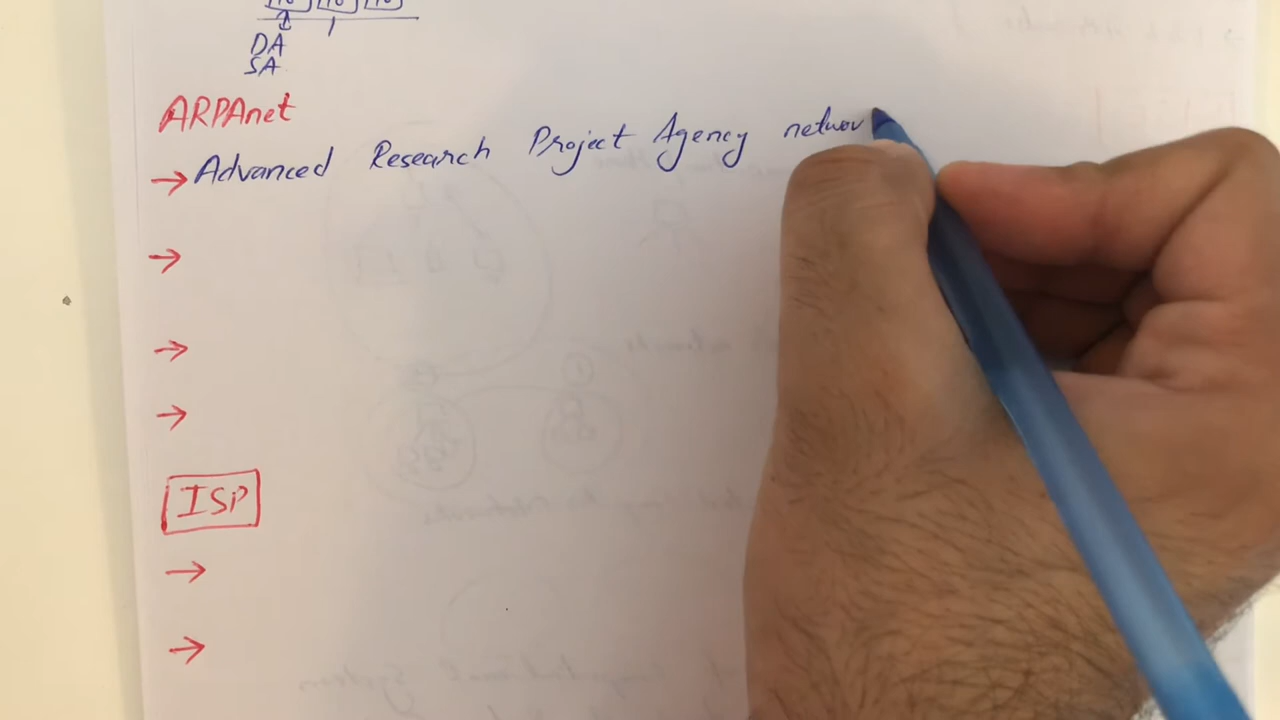 DA
SA
ARPAnet
→ Advanced Research Project Agency networ
→
→
→
ISP
→
→